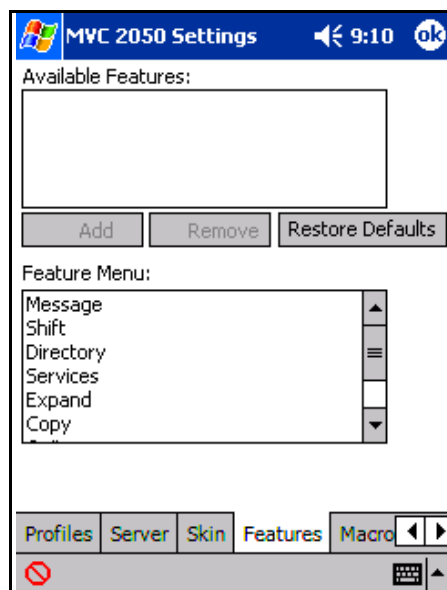 MVC 2050 Settings 9:10 ok
Available Features:
Add Remove Restore Defaults
Feature Menu:
Message
Shift
Directory
Services
Expand
Copy
Profiles Server Skin Features Macro